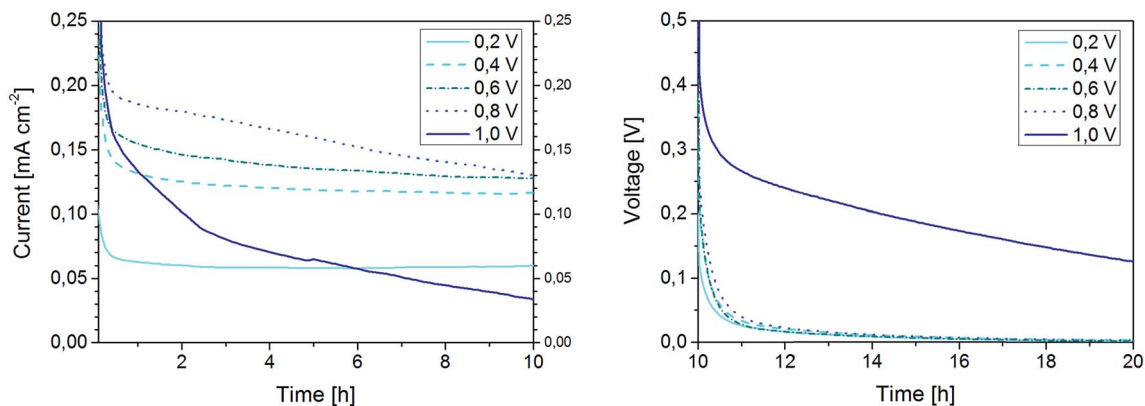 0,25
0,20
0,15
0,10
0,05
0,00
Current [mA cm-2]
0,25
0,20
0,15
0,10
0,05
0,00
0,2 V
0,4 V
0,6 V
0,8 V
1,0 V
2 4 6 8 10
Time [h]
0,5
0,4
0,3
0,2
0,1
0,0
Voltage [V]
0,2 V
0,4 V
0,6 V
0,8 V
1,0 V
10 12 14 16 18 20
Time [h]